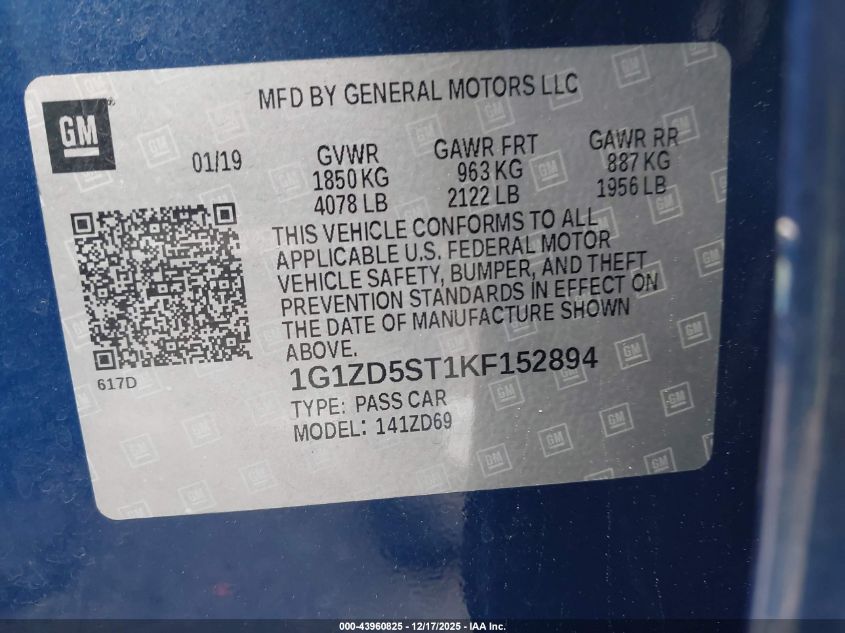 GM
MFD BY GENERAL MOTORS LLC
01/19
GVWR
1850 KG
4078 LB
GAWR FRT
963 KG
2122 LB
GAWR RR
887 KG
1956 LB
THIS VEHICLE CONFORMS TO ALL
APPLICABLE U.S. FEDERAL MOTOR
VEHICLE SAFETY, BUMPER, AND THEFT
PREVENTION STANDARDS IN EFFECT ON
THE DATE OF MANUFACTURE SHOWN
ABOVE.
617D
1G1ZD5ST1KF152894
TYPE: PASS CAR
MODEL: 141ZD69
000-43960825 - 12/17/2025 - IAA Inc.